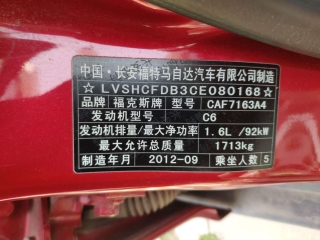 中国·长安福特马自达汽车有限公司制造
☆ LVSHCFDB3CE080168 ☆
品牌 福克斯牌 型号 CAF7163A4
发动机型号 C6
发动机排量/最大净功率 1.6L /92kW
最大允许总质量 1713kg
制造年月 2012-09 乘坐人数 5